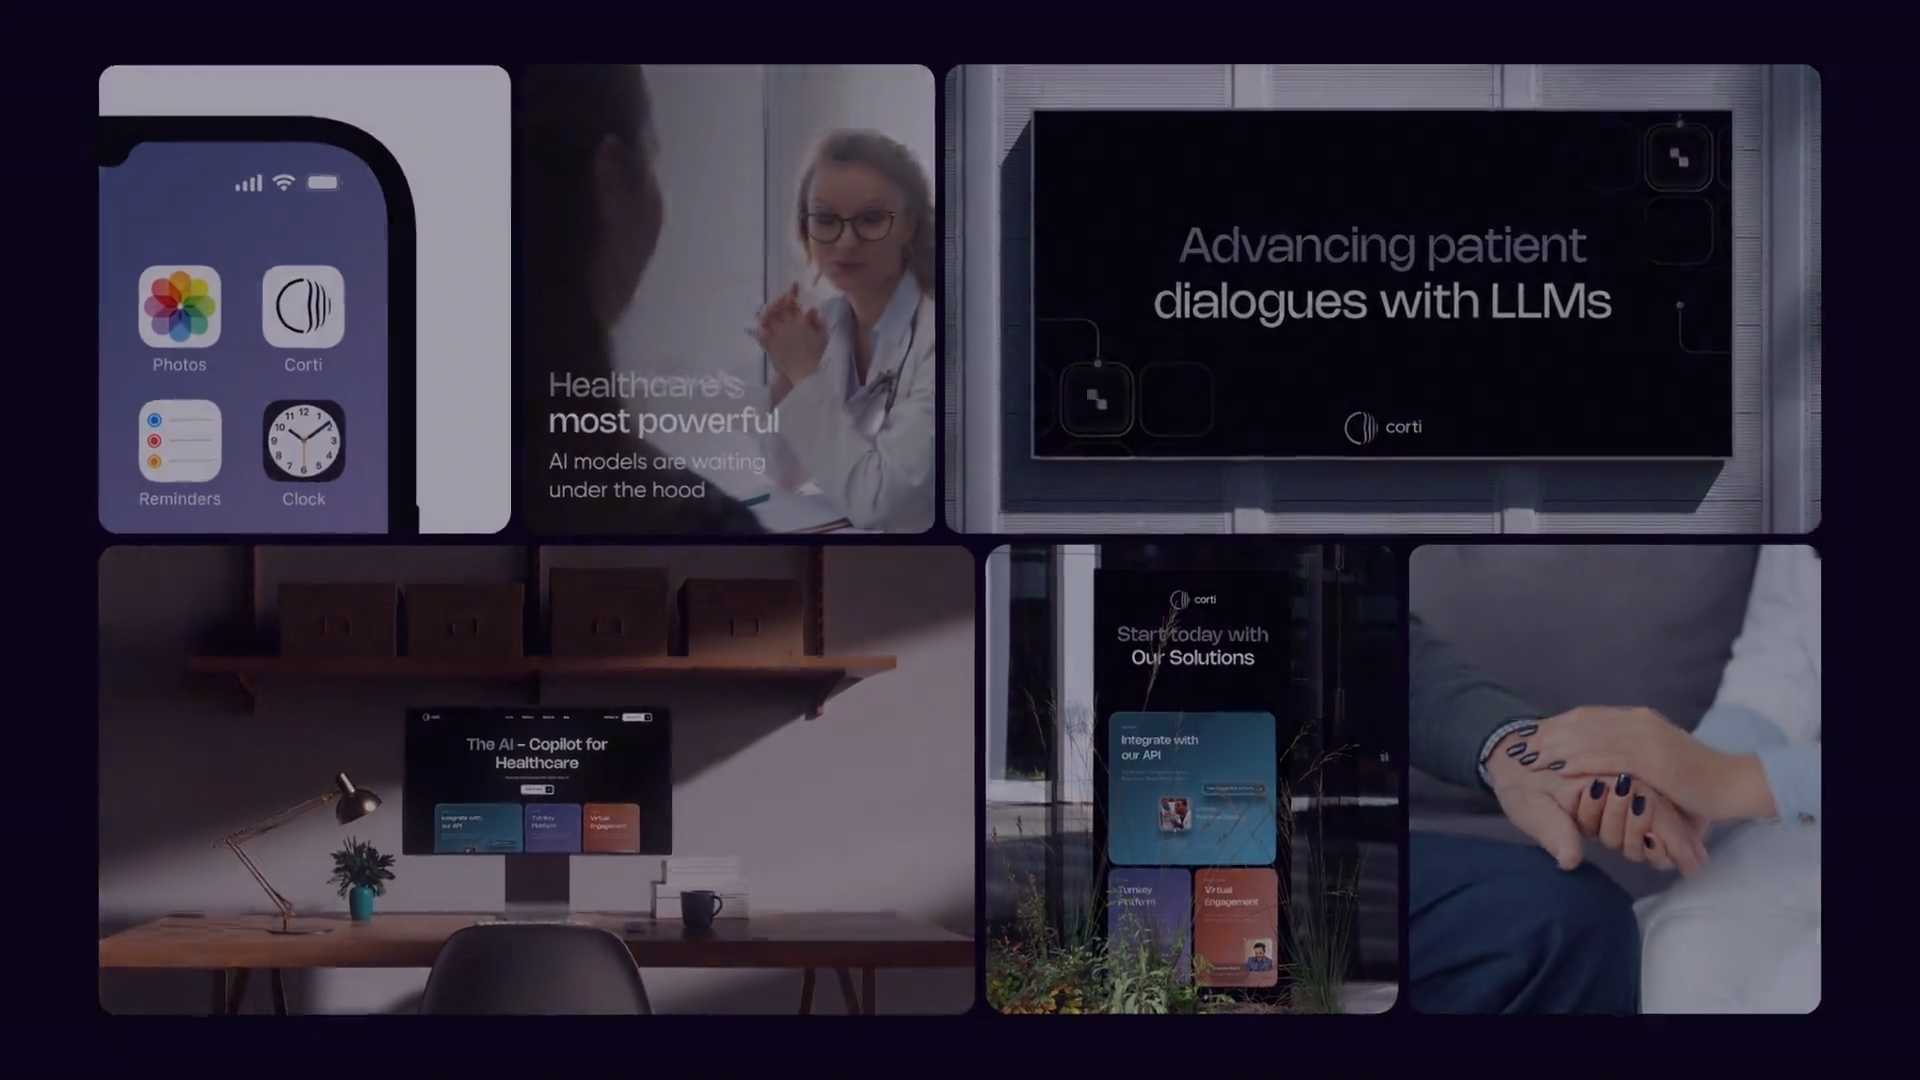 Photos
Corti
Reminders
Clock
Healthcare's
most powerful
AI models are waiting
under the hood
Advancing patient
dialogues with LLMs
corti
The AI - Copilot for
Healthcare
Integrate with
our API
Turnkey
Platform
Virtual
Engagement
corti
Start today with
Our Solutions
Integrate with
our API
Turnkey
Platform
Virtual
Engagement